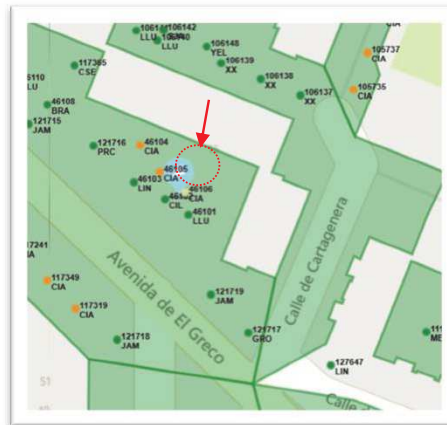 106142
106148
YEL
LLU
106139
XX
106138
XX
106137
XX
105737
CIA
105735
CIA
117365
CSE
46108
BRA
121715
JAM
121716
PRC
46104
CIA
46105
CIA
46103
LIN
CIL
46106
CIA
46101
LLU
117349
CIA
117319
CIA
121718
JAM
121719
JAM
121717
GRO
127647
LIN
Avenida de El Greco
Calle de Cartagenera
51